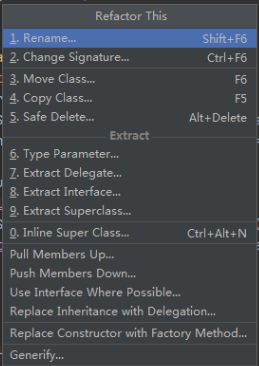 Refactor This
1. Rename... Shift+F6
2. Change Signature... Ctrl+F6
3. Move Class... F6
4. Copy Class... F5
5. Safe Delete... Alt+Delete
Extract
6. Type Parameter...
7. Extract Delegate...
8. Extract Interface...
9. Extract Superclass...
0. Inline Super Class... Ctrl+Alt+N
Pull Members Up...
Push Members Down...
Use Interface Where Possible...
Replace Inheritance with Delegation...
Replace Constructor with Factory Method...
Generify...